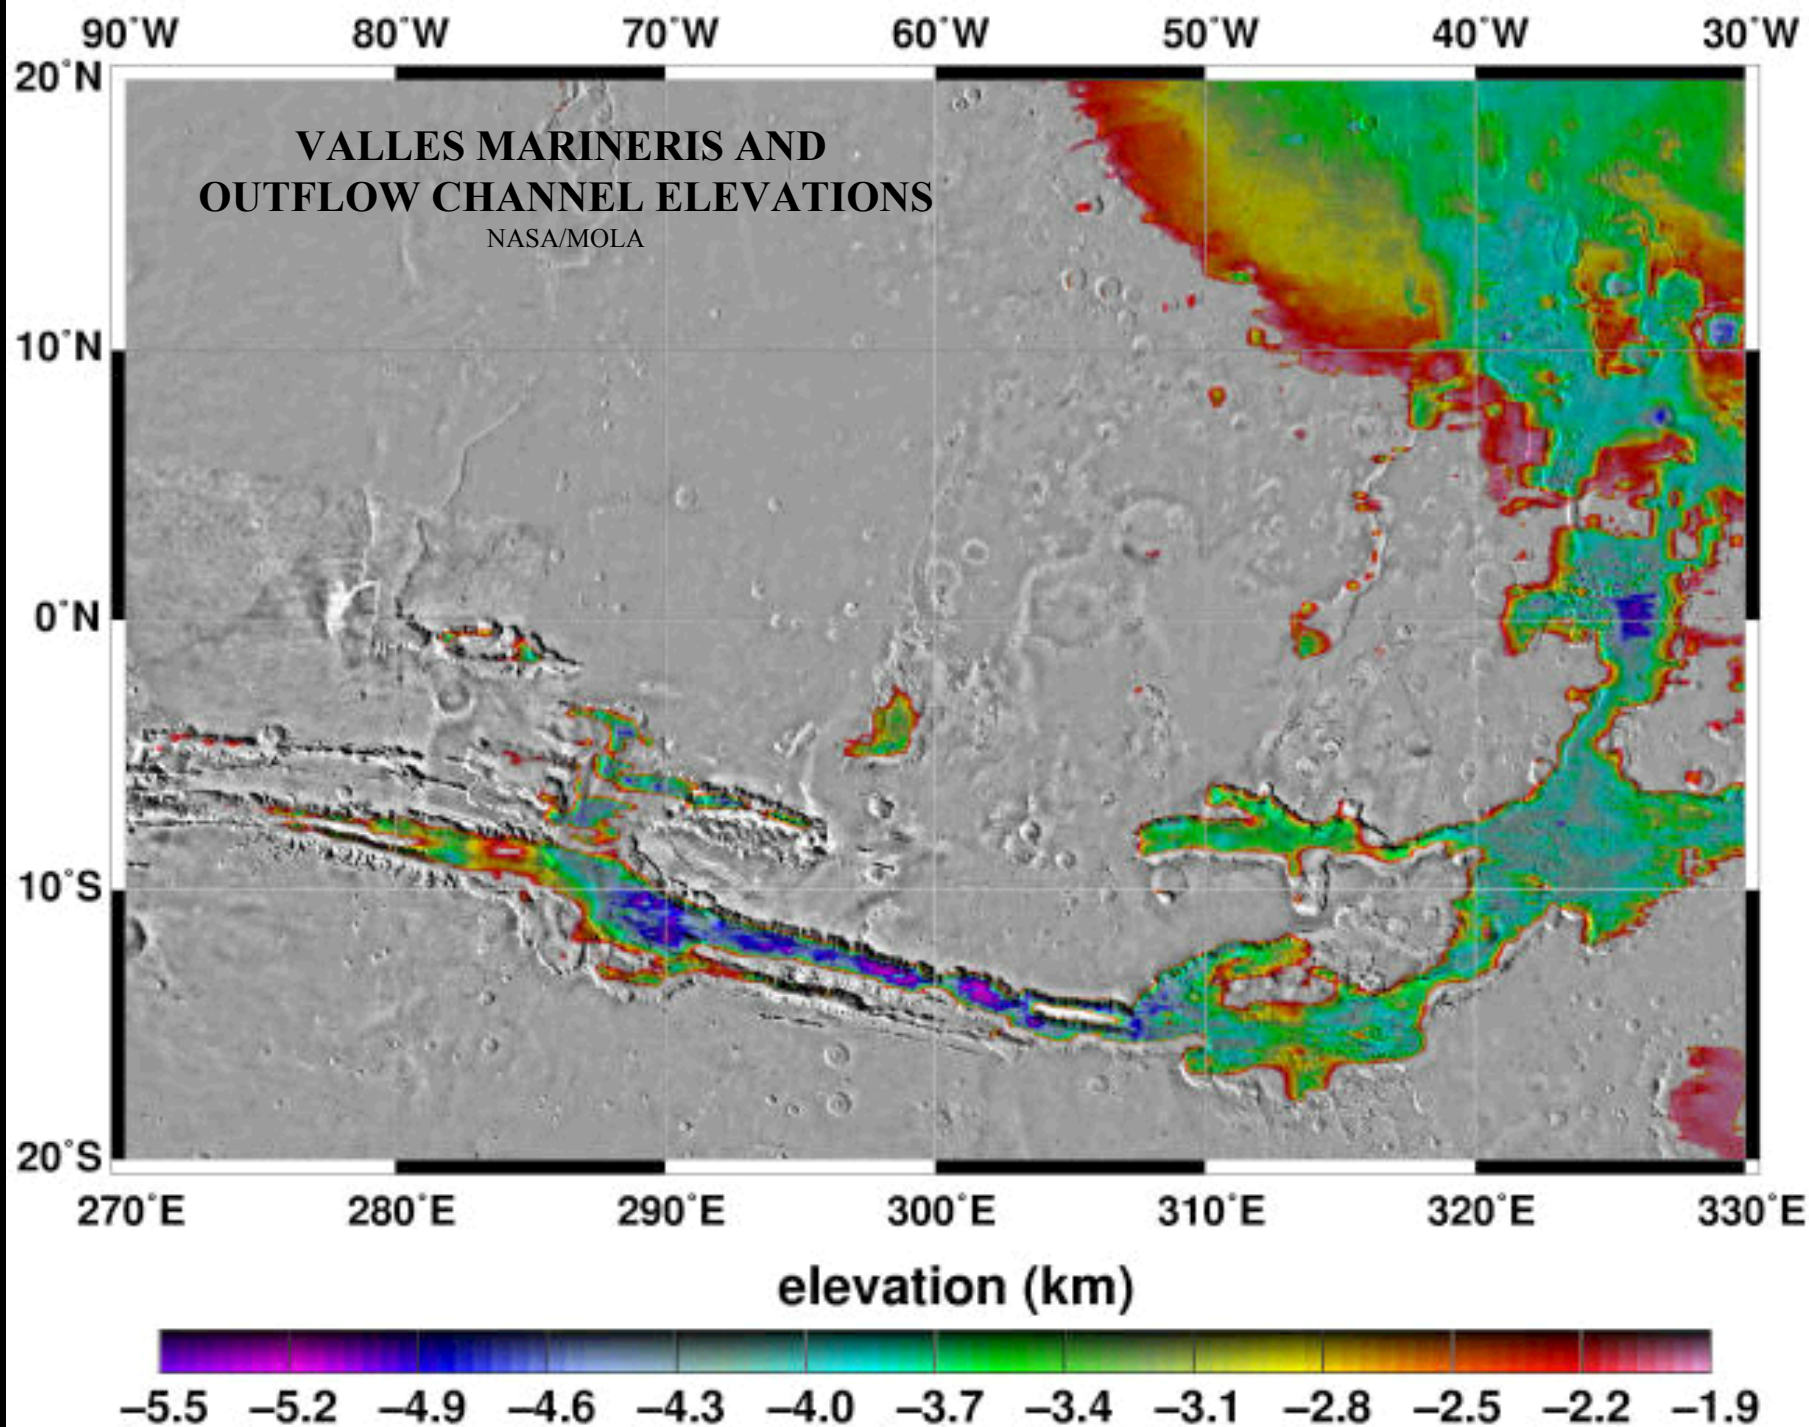 90˚W 80˚W 70˚W 60˚W 50˚W 40˚W 30˚W
20˚N
VALLES MARINERIS AND
OUTFLOW CHANNEL ELEVATIONS
NASA/MOLA
10˚N
0˚N
10˚S
20˚S
270˚E 280˚E 290˚E 300˚E 310˚E 320˚E 330˚E
elevation (km)
−5.5 −5.2 −4.9 −4.6 −4.3 −4.0 −3.7 −3.4 −3.1 −2.8 −2.5 −2.2 −1.9